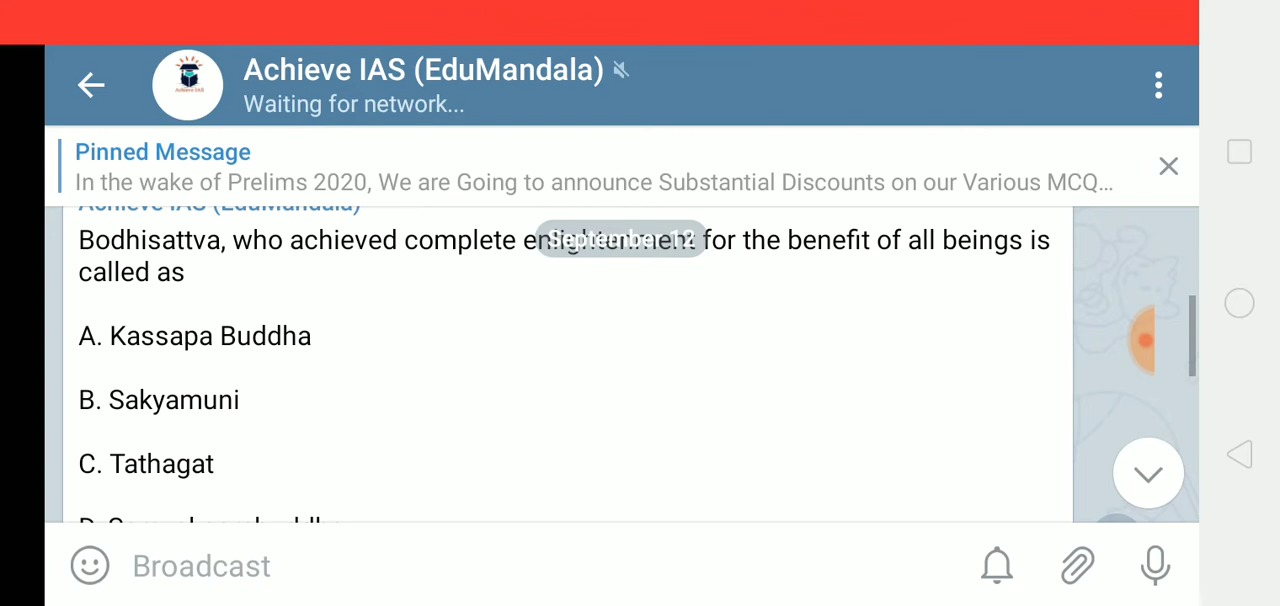 Achieve IAS (EduMandala)
Waiting for network...
Pinned Message
In the wake of Prelims 2020, We are Going to announce Substantial Discounts on our Various MCQ...
Achieve IAS (EduMandala)
September 12
Bodhisattva, who achieved complete enlightenment for the benefit of all beings is
called as
A. Kassapa Buddha
B. Sakyamuni
C. Tathagat
Broadcast